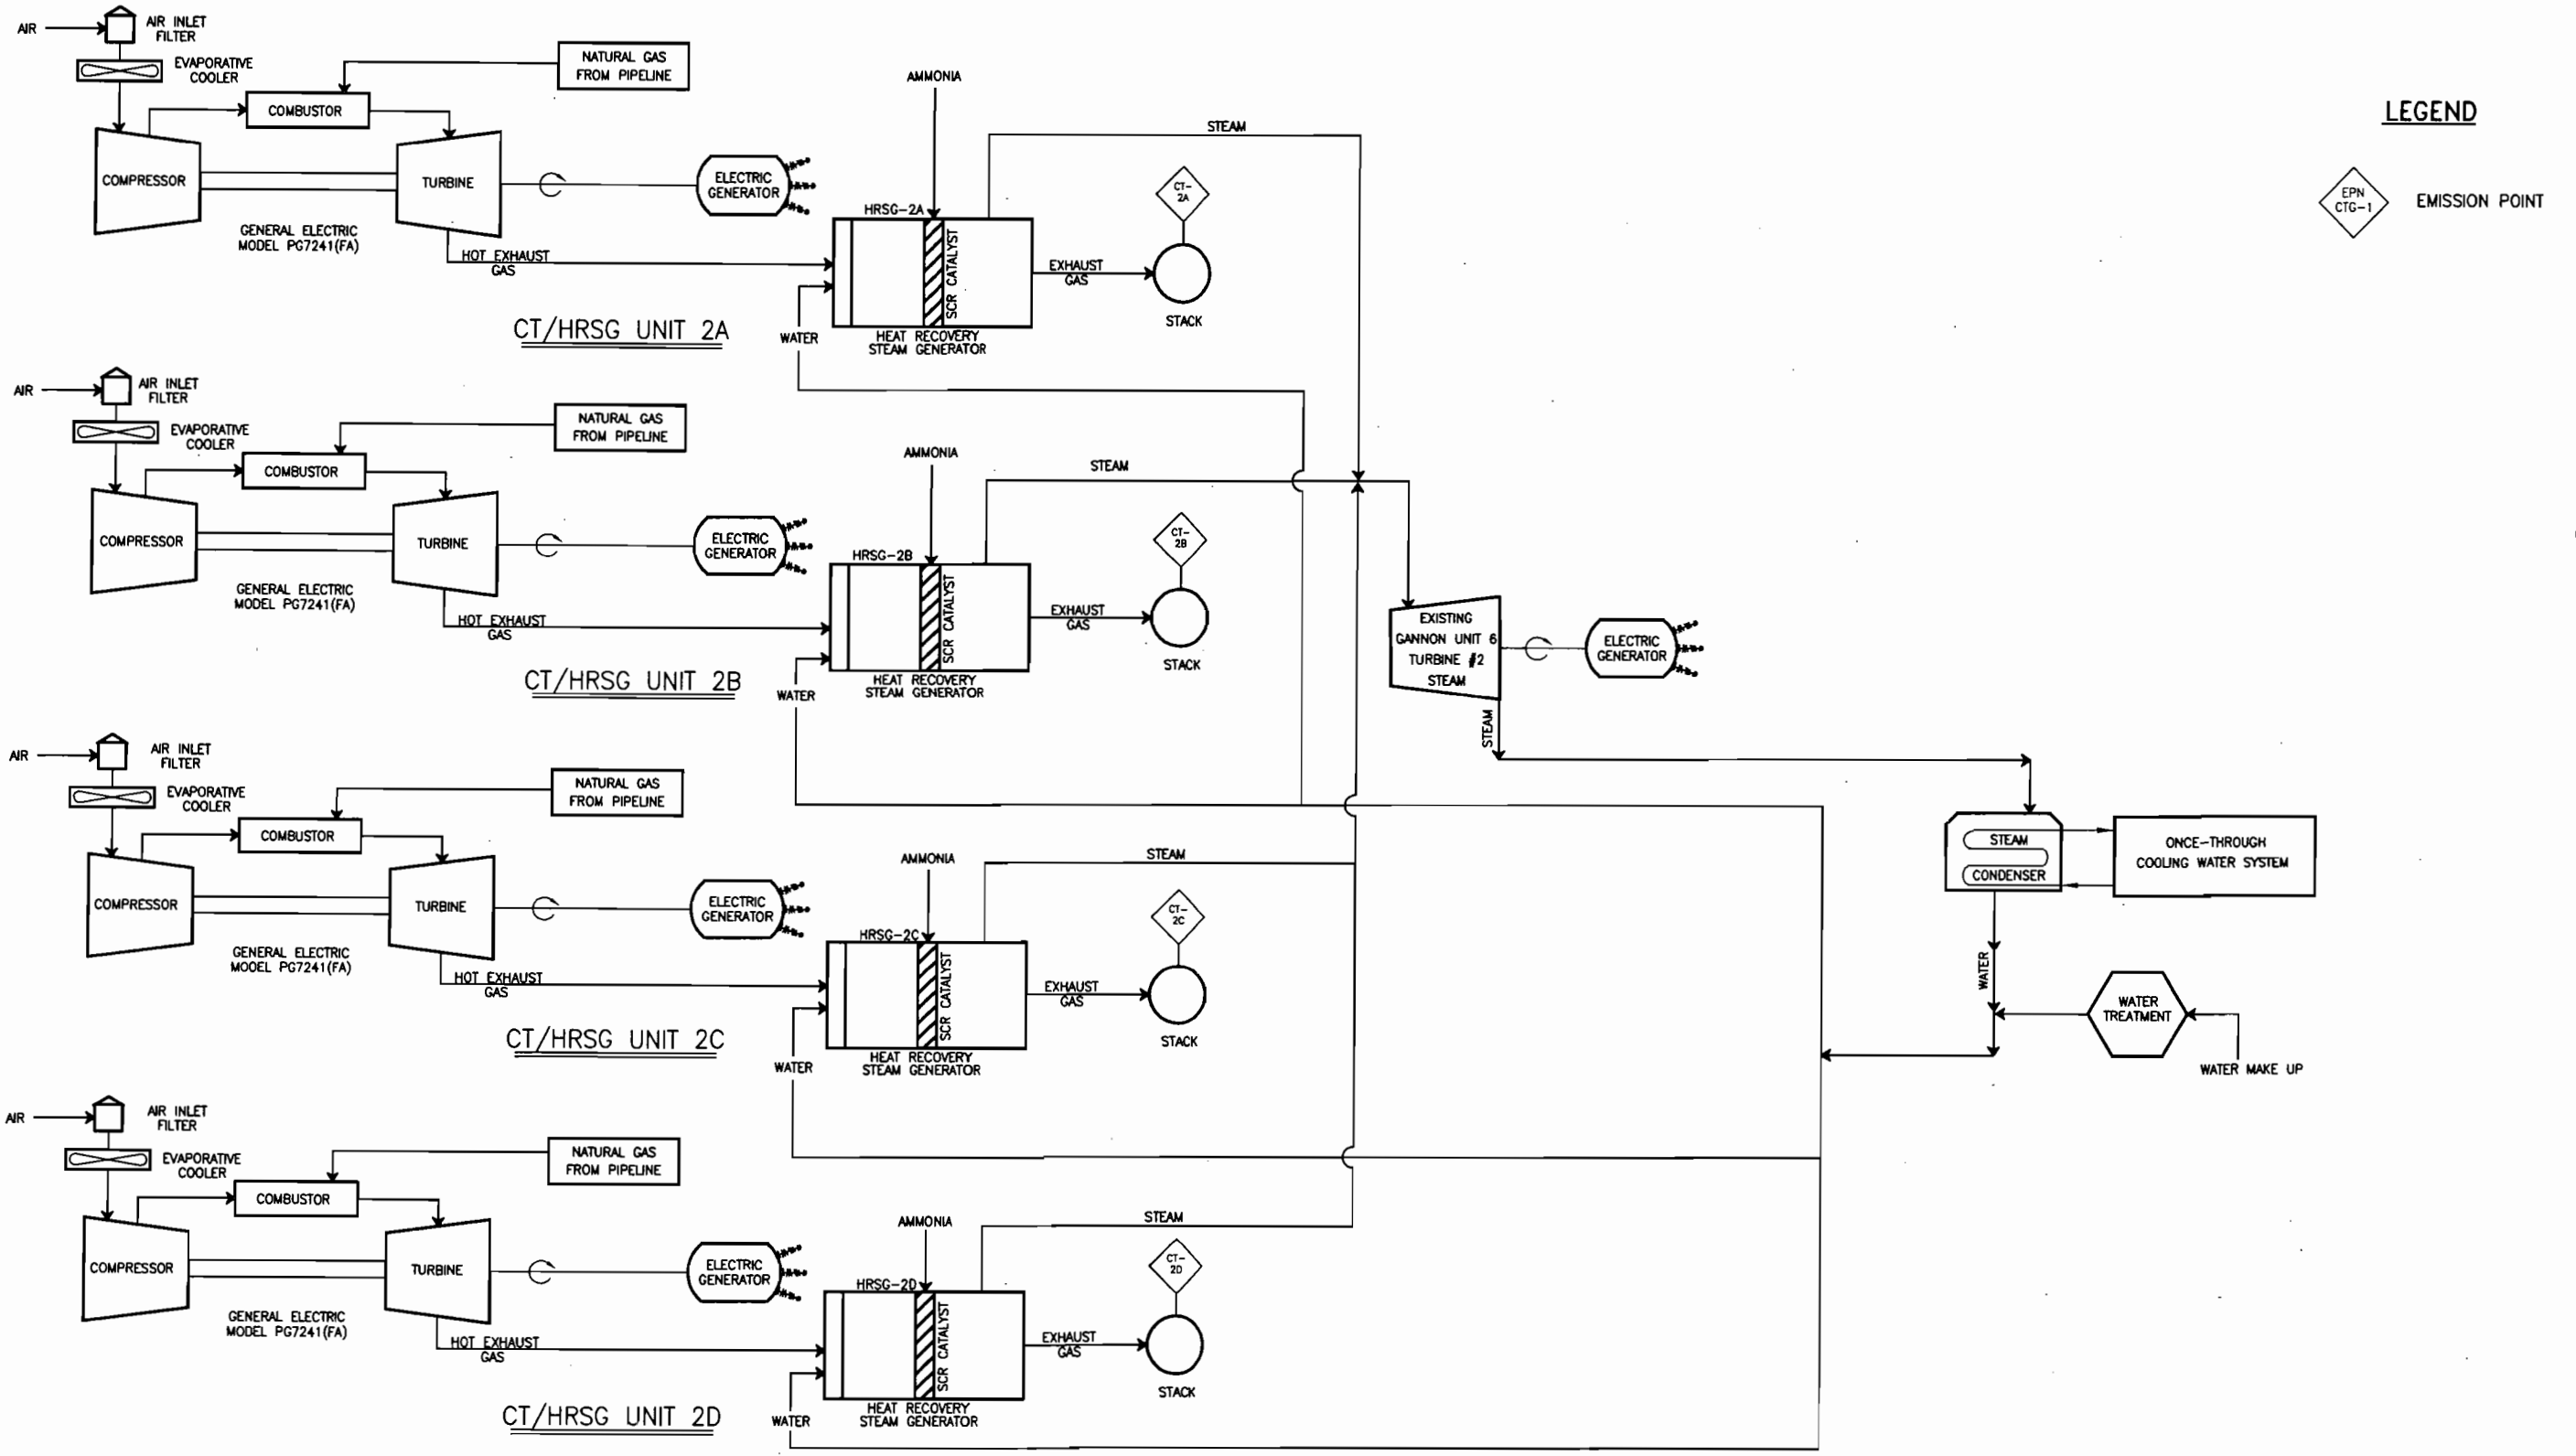 AIR
AIR INLET
FILTER
EVAPORATIVE
COOLER
NATURAL GAS
FROM PIPELINE
COMBUSTOR
COMPRESSOR
TURBINE
GENERAL ELECTRIC
MODEL PG7241(FA)
ELECTRIC
GENERATOR
HOT EXHAUST
GAS
AMMONIA
HRSG-2A
SCR CATALYST
HEAT RECOVERY
STEAM GENERATOR
WATER
STEAM
EXHAUST
GAS
CT-
2A
STACK
CT/HRSG UNIT 2A
LEGEND
EPN
CTG-1
EMISSION POINT
AIR
AIR INLET
FILTER
EVAPORATIVE
COOLER
NATURAL GAS
FROM PIPELINE
COMBUSTOR
COMPRESSOR
TURBINE
GENERAL ELECTRIC
MODEL PG7241(FA)
ELECTRIC
GENERATOR
HOT EXHAUST
GAS
AMMONIA
HRSG-2B
SCR CATALYST
HEAT RECOVERY
STEAM GENERATOR
WATER
STEAM
EXHAUST
GAS
CT-
2B
STACK
CT/HRSG UNIT 2B
EXISTING
GANNON UNIT 6
TURBINE #2
STEAM
ELECTRIC
GENERATOR
STEAM
AIR
AIR INLET
FILTER
EVAPORATIVE
COOLER
NATURAL GAS
FROM PIPELINE
COMBUSTOR
COMPRESSOR
TURBINE
GENERAL ELECTRIC
MODEL PG7241(FA)
ELECTRIC
GENERATOR
HOT EXHAUST
GAS
AMMONIA
HRSG-2C
SCR CATALYST
HEAT RECOVERY
STEAM GENERATOR
WATER
STEAM
EXHAUST
GAS
CT-
2C
STACK
CT/HRSG UNIT 2C
STEAM
CONDENSER
ONCE-THROUGH
COOLING WATER SYSTEM
WATER
WATER
TREATMENT
WATER MAKE UP
AIR
AIR INLET
FILTER
EVAPORATIVE
COOLER
NATURAL GAS
FROM PIPELINE
COMBUSTOR
COMPRESSOR
TURBINE
GENERAL ELECTRIC
MODEL PG7241(FA)
ELECTRIC
GENERATOR
HOT EXHAUST
GAS
AMMONIA
HRSG-2D
SCR CATALYST
HEAT RECOVERY
STEAM GENERATOR
WATER
STEAM
EXHAUST
GAS
CT-
2D
STACK
CT/HRSG UNIT 2D